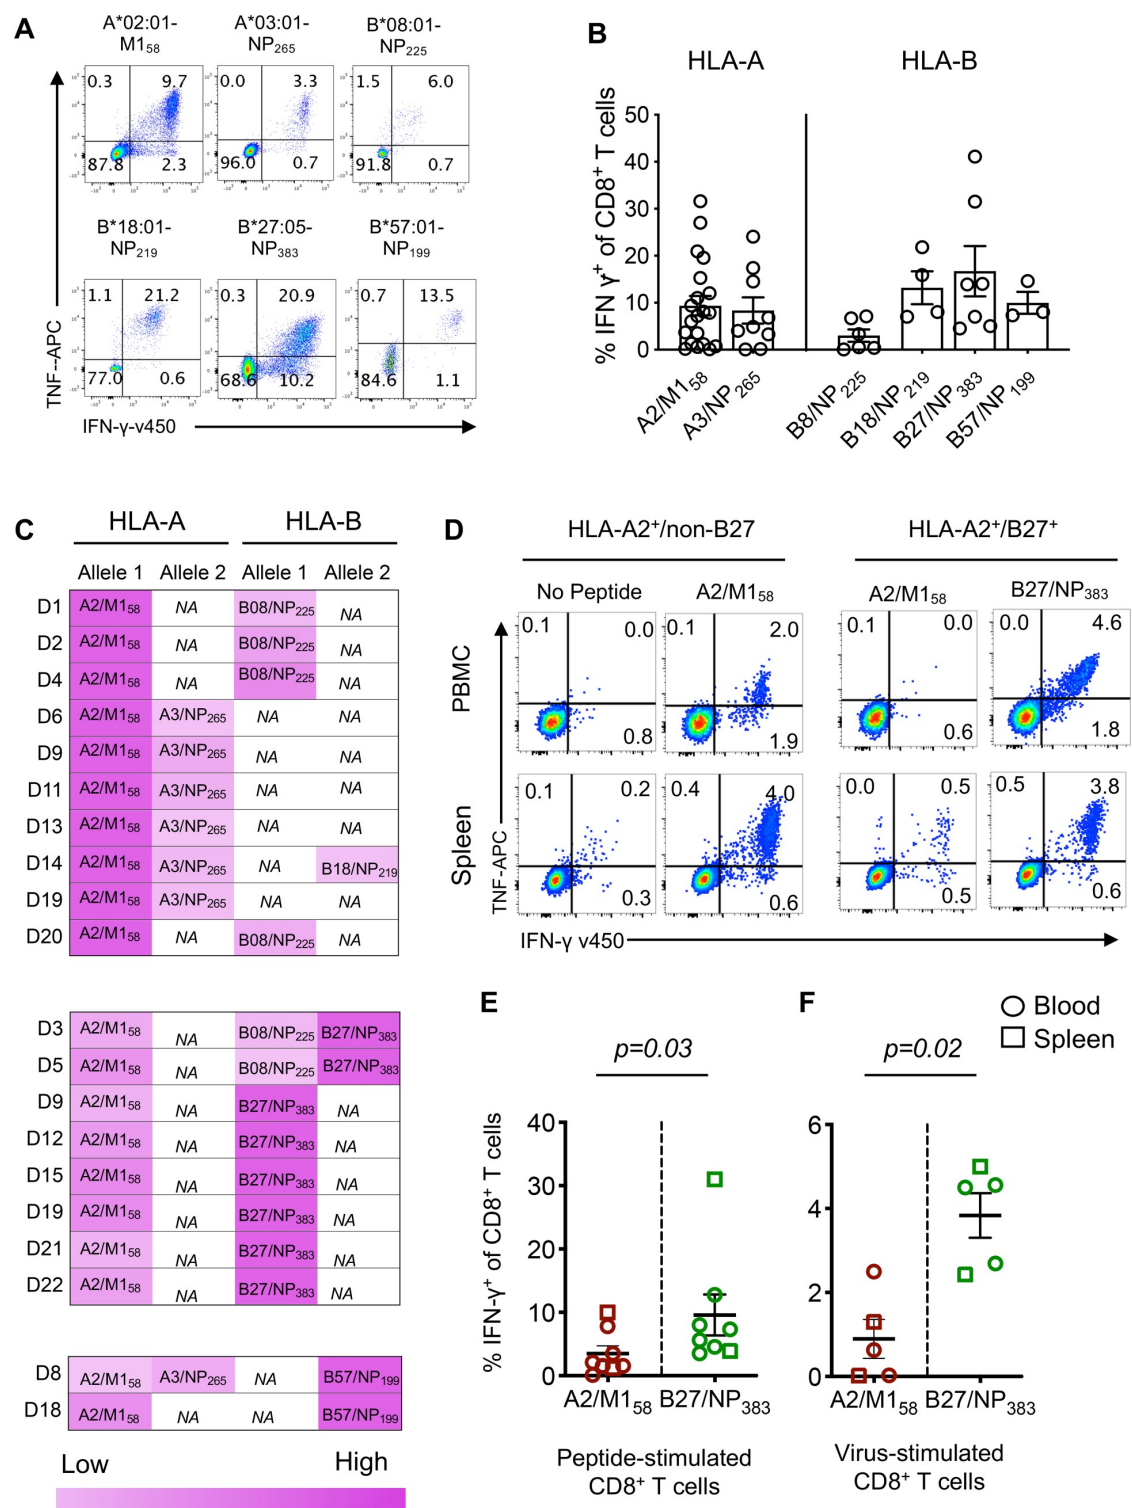 A
A*02:01-
M1₅₈
A*03:01-
NP₂₆₅
B*08:01-
NP₂₂₅
0.3 9.7
87.8 2.3
0.0 3.3
96.0 0.7
1.5 6.0
91.8 0.7
B*18:01-
NP₂₁₉
B*27:05-
NP₃₈₃
B*57:01-
NP₁₉₉
1.1 21.2
77.0 0.6
0.3 20.9
68.6 10.2
0.7 13.5
84.6 1.1
TNF--APC
IFN-γ-v450
B
HLA-A HLA-B
% IFN γ⁺ of CD8⁺ T cells
50
40
30
20
10
0
A2/M1₅₈
A3/NP₂₆₅
B8/NP₂₂₅
B18/NP₂₁₉
B27/NP₃₈₃
B57/NP₁₉₉
C
HLA-A HLA-B
Allele 1 Allele 2 Allele 1 Allele 2
D1 A2/M1₅₈ NA B08/NP₂₂₅ NA
D2 A2/M1₅₈ NA B08/NP₂₂₅ NA
D4 A2/M1₅₈ NA B08/NP₂₂₅ NA
D6 A2/M1₅₈ A3/NP₂₆₅ NA NA
D9 A2/M1₅₈ A3/NP₂₆₅ NA NA
D11 A2/M1₅₈ A3/NP₂₆₅ NA NA
D13 A2/M1₅₈ A3/NP₂₆₅ NA NA
D14 A2/M1₅₈ A3/NP₂₆₅ NA B18/NP₂₁₉
D19 A2/M1₅₈ A3/NP₂₆₅ NA NA
D20 A2/M1₅₈ NA B08/NP₂₂₅ NA
D3 A2/M1₅₈ NA B08/NP₂₂₅ B27/NP₃₈₃
D5 A2/M1₅₈ NA B08/NP₂₂₅ B27/NP₃₈₃
D9 A2/M1₅₈ NA B27/NP₃₈₃ NA
D12 A2/M1₅₈ NA B27/NP₃₈₃ NA
D15 A2/M1₅₈ NA B27/NP₃₈₃ NA
D19 A2/M1₅₈ NA B27/NP₃₈₃ NA
D21 A2/M1₅₈ NA B27/NP₃₈₃ NA
D22 A2/M1₅₈ NA B27/NP₃₈₃ NA
D8 A2/M1₅₈ A3/NP₂₆₅ NA B57/NP₁₉₉
D18 A2/M1₅₈ NA NA B57/NP₁₉₉
Low High
D
HLA-A2⁺/non-B27 HLA-A2⁺/B27⁺
No Peptide A2/M1₅₈ A2/M1₅₈ B27/NP₃₈₃
PBMC
0.1 0.0
0.8
0.1 2.0
1.9
0.1 0.0
0.6
0.0 4.6
1.8
Spleen
0.1 0.2
0.3
0.4 4.0
0.6
0.0 0.5
0.5
0.5 3.8
0.6
TNF-APC
IFN-γ v450
E
p=0.03
% IFN-γ⁺ of CD8⁺ T cells
40
30
20
10
0
A2/M1₅₈ B27/NP₃₈₃
Peptide-stimulated
CD8⁺ T cells
F
Blood
Spleen
p=0.02
6
4
2
0
A2/M1₅₈ B27/NP₃₈₃
Virus-stimulated
CD8⁺ T cells